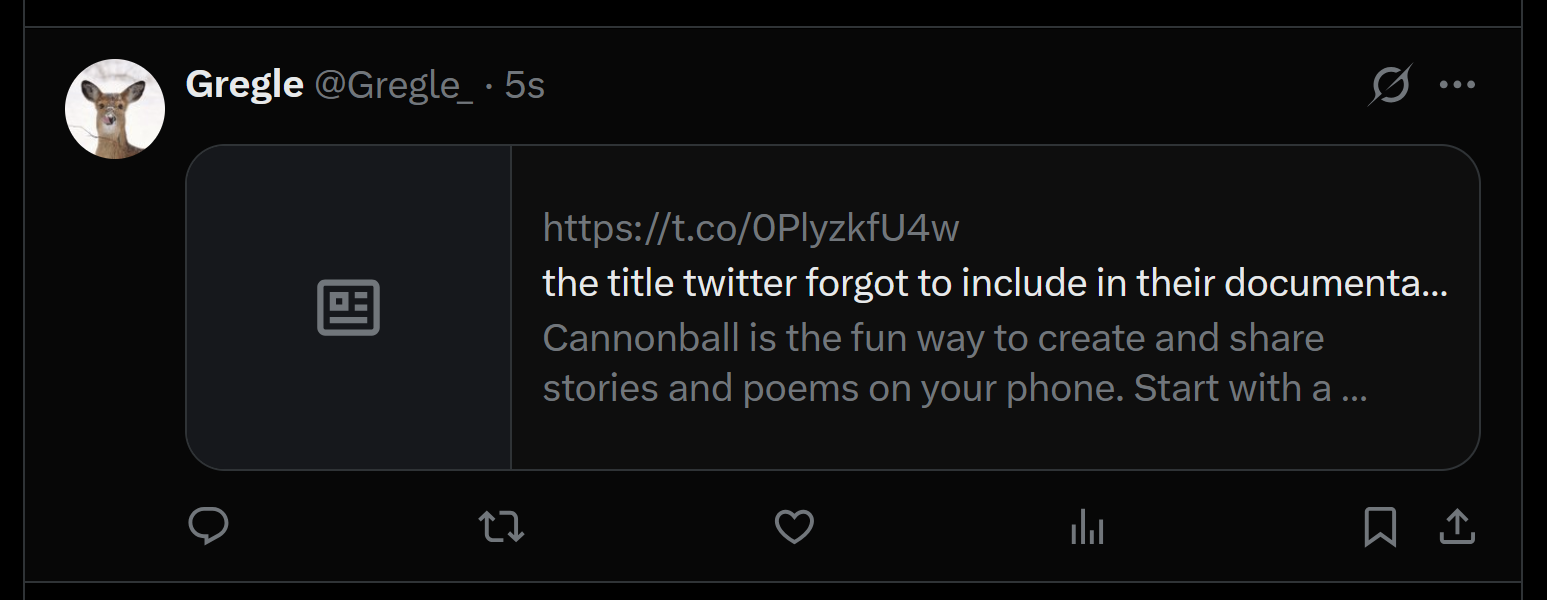 Gregle @Gregle_ · 5s
https://t.co/0PlyzkfU4w
the title twitter forgot to include in their documenta...
Cannonball is the fun way to create and share
stories and poems on your phone. Start with a ...